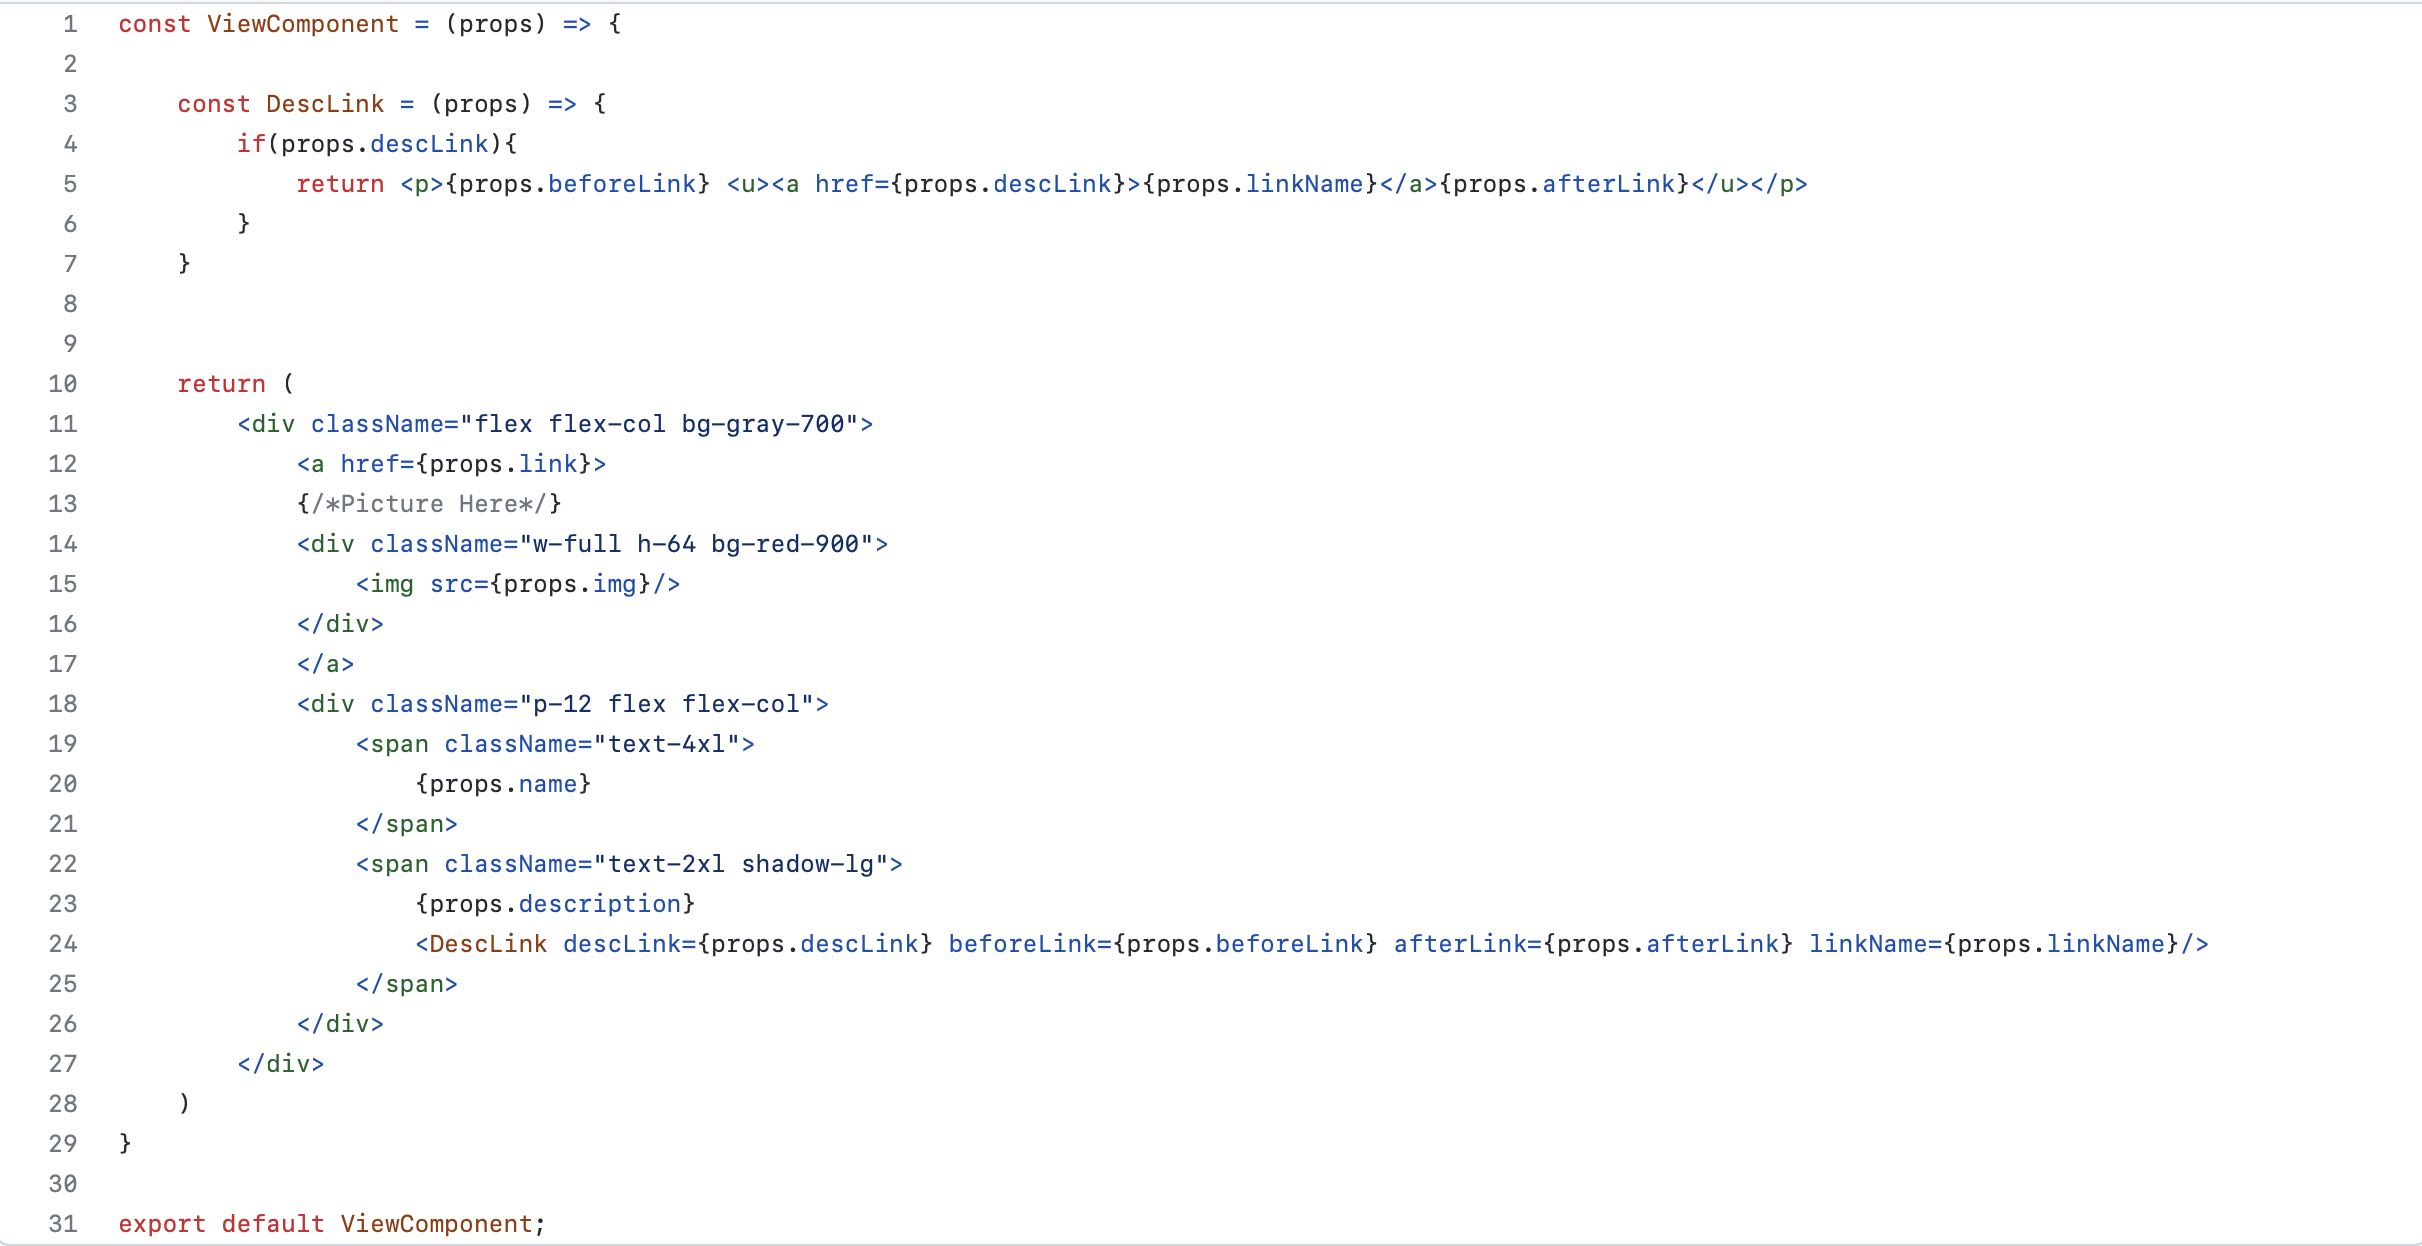 1 const ViewComponent = (props) => {
2
3     const DescLink = (props) => {
4         if(props.descLink){
5             return <p>{props.beforeLink} <u><a href={props.descLink}>{props.linkName}</a>{props.afterLink}</u></p>
6         }
7     }
8
9
10     return (
11         <div className="flex flex-col bg-gray-700">
12             <a href={props.link}>
13             {/*Picture Here*/}
14             <div className="w-full h-64 bg-red-900">
15                 <img src={props.img}/>
16             </div>
17             </a>
18             <div className="p-12 flex flex-col">
19                 <span className="text-4xl">
20                     {props.name}
21                 </span>
22                 <span className="text-2xl shadow-lg">
23                     {props.description}
24                     <DescLink descLink={props.descLink} beforeLink={props.beforeLink} afterLink={props.afterLink} linkName={props.linkName}/>
25                 </span>
26             </div>
27         </div>
28     )
29 }
30
31 export default ViewComponent;